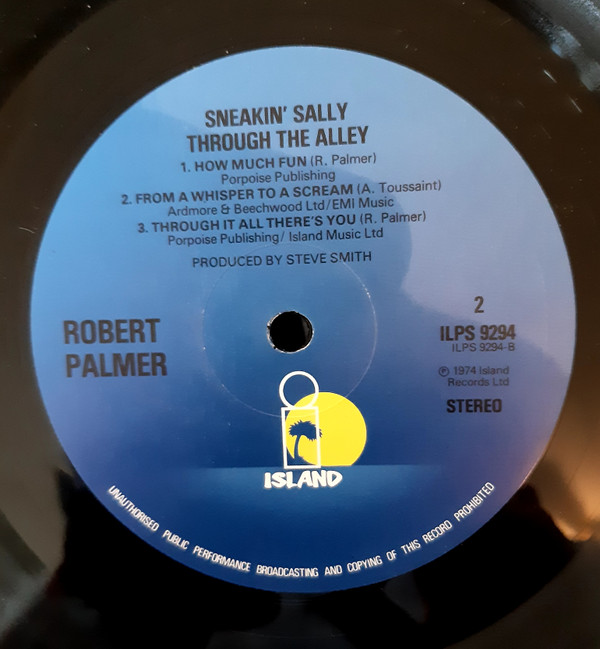 SNEAKIN' SALLY
THROUGH THE ALLEY
1. HOW MUCH FUN (R. Palmer)
Porpoise Publishing
2. FROM A WHISPER TO A SCREAM (A. Toussaint)
Ardmore & Beechwood Ltd/EMI Music
3. THROUGH IT ALL THERE'S YOU (R. Palmer)
Porpoise Publishing/ Island Music Ltd
PRODUCED BY STEVE SMITH
ROBERT
PALMER
2
ILPS 9294
ILPS 9294-B
℗ 1974 Island
Records Ltd
STEREO
ISLAND
UNAUTHORISED PUBLIC PERFORMANCE BROADCASTING AND COPYING OF THIS RECORD PROHIBITED